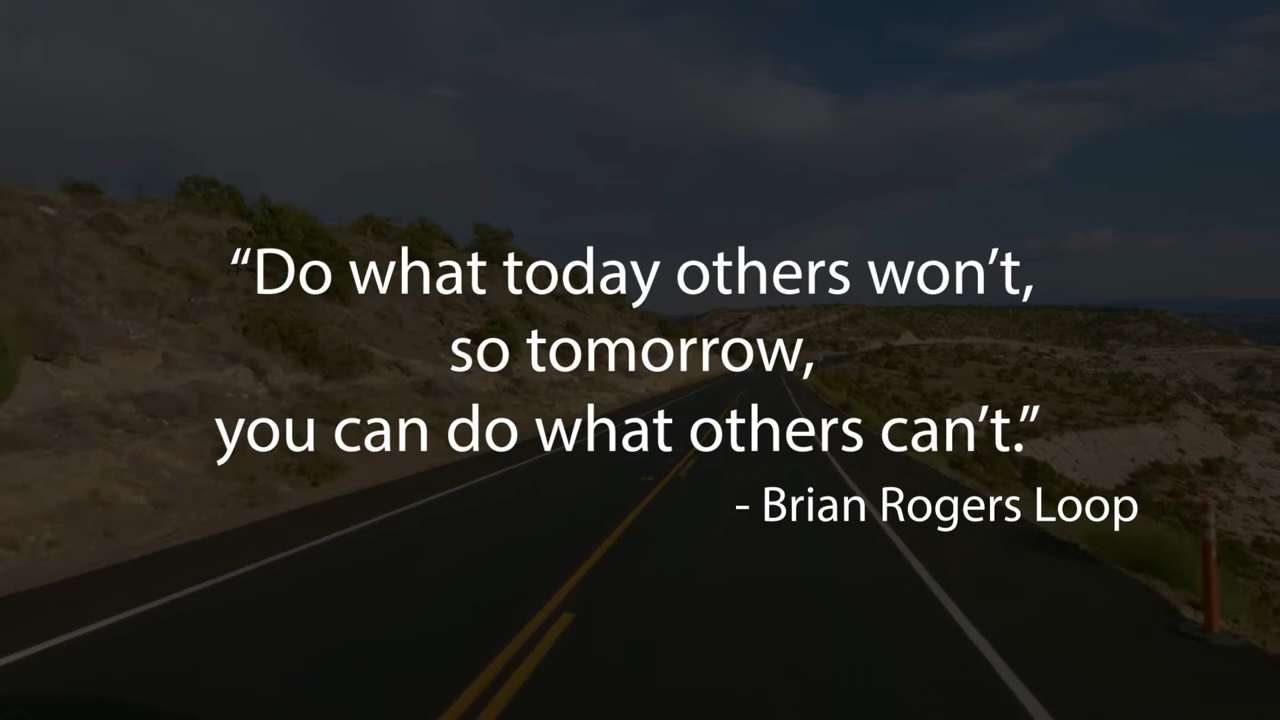 “Do what today others won’t,
so tomorrow,
you can do what others can’t.”
- Brian Rogers Loop